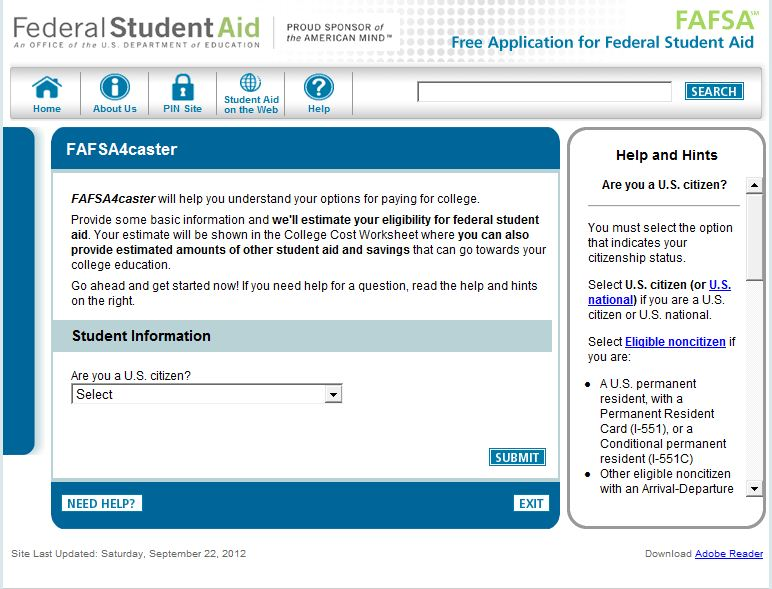 Federal Student Aid
An OFFICE of the U.S. DEPARTMENT of EDUCATION
PROUD SPONSOR of
the AMERICAN MIND™
FAFSA℠
Free Application for Federal Student Aid
Home
About Us
PIN Site
Student Aid
on the Web
Help
SEARCH
FAFSA4caster
FAFSA4caster will help you understand your options for paying for college.
Provide some basic information and we'll estimate your eligibility for federal student
aid. Your estimate will be shown in the College Cost Worksheet where you can also
provide estimated amounts of other student aid and savings that can go towards your
college education.
Go ahead and get started now! If you need help for a question, read the help and hints
on the right.
Student Information
Are you a U.S. citizen?
Select
SUBMIT
NEED HELP?
EXIT
Help and Hints
Are you a U.S. citizen?
You must select the option
that indicates your
citizenship status.
Select U.S. citizen (or U.S.
national) if you are a U.S.
citizen or U.S. national.
Select Eligible noncitizen if
you are:
• A U.S. permanent
resident, with a
Permanent Resident
Card (I-551), or a
Conditional permanent
resident (I-551C)
• Other eligible noncitizen
with an Arrival-Departure
Site Last Updated: Saturday, September 22, 2012
Download Adobe Reader